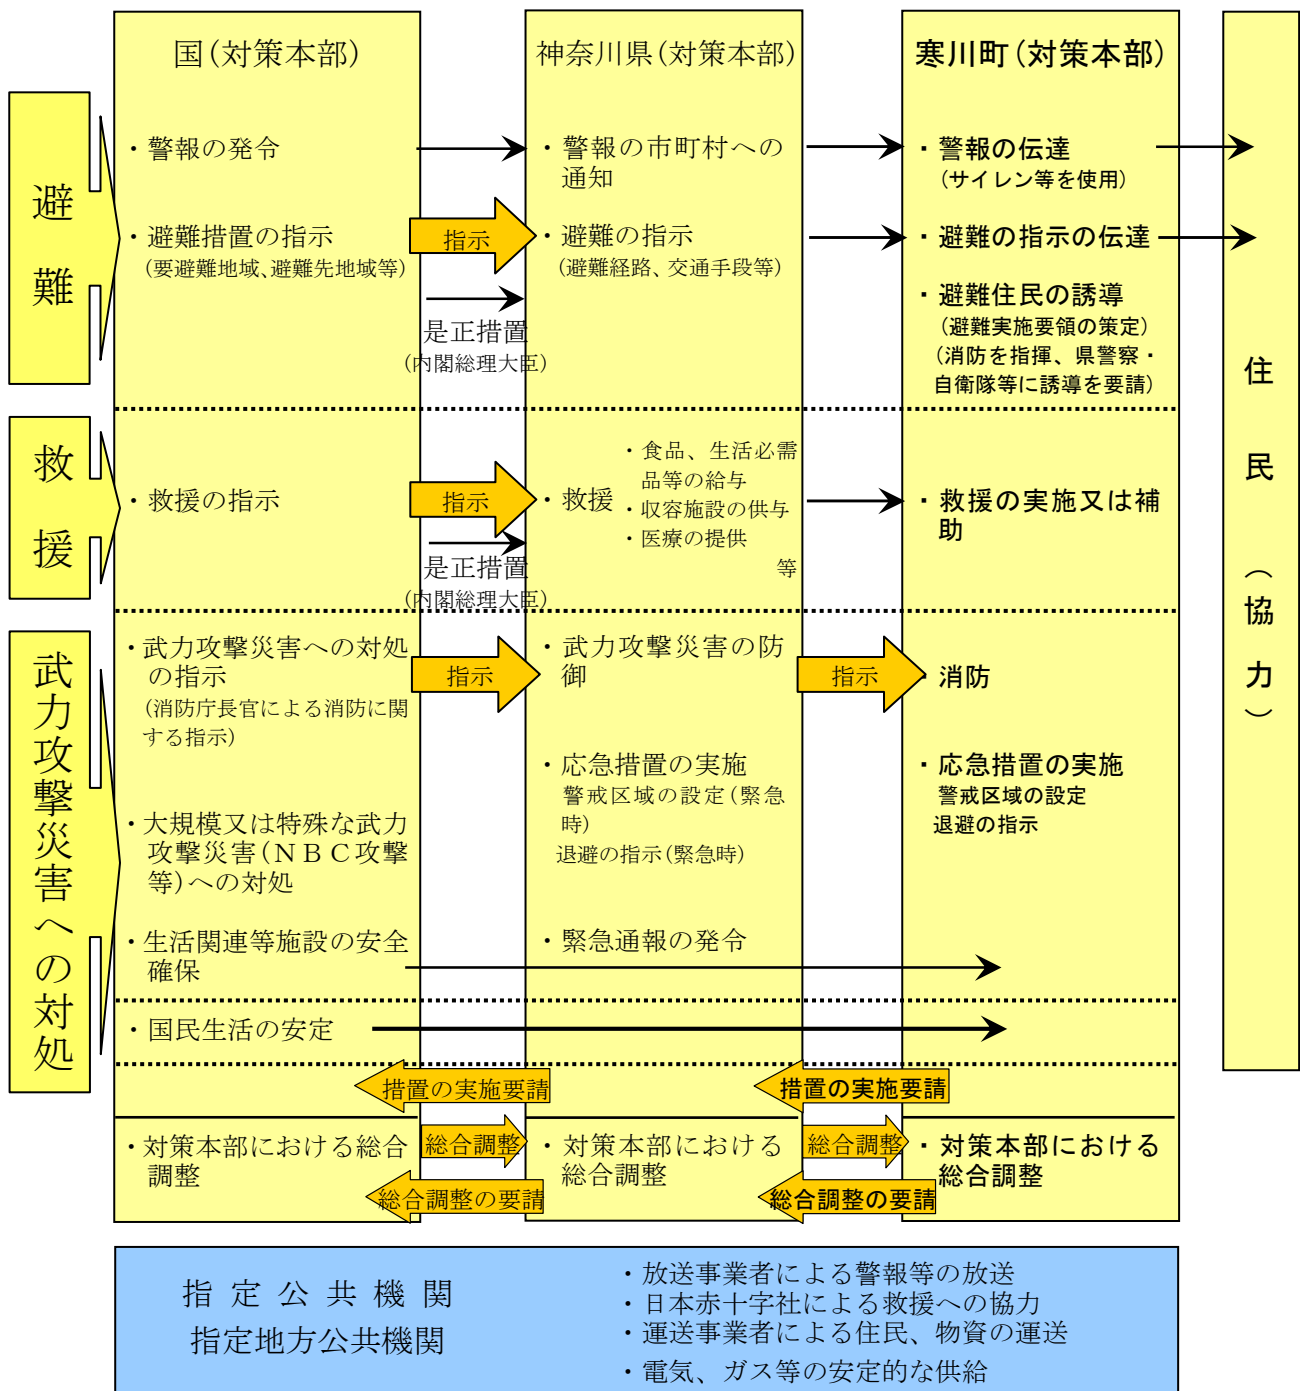 国(対策本部)
神奈川県(対策本部)
寒川町(対策本部)
避難
・警報の発令
・警報の市町村への
通知
・警報の伝達
(サイレン等を使用)
・避難措置の指示
(要避難地域、避難先地域等)
指示
・避難の指示
(避難経路、交通手段等)
・避難の指示の伝達
是正措置
(内閣総理大臣)
・避難住民の誘導
(避難実施要領の策定)
(消防を指揮、県警察・
自衛隊等に誘導を要請)
救援
・救援の指示
指示
是正措置
(内閣総理大臣)
・救援
・食品、生活必需
品等の給与
・収容施設の供与
・医療の提供
等
・救援の実施又は補
助
武力攻撃災害への対処
・武力攻撃災害への対処
の指示
(消防庁長官による消防に関
する指示)
指示
・武力攻撃災害の防
御
指示
・消防
・応急措置の実施
警戒区域の設定(緊急
時)
退避の指示(緊急時)
・応急措置の実施
警戒区域の設定
退避の指示
・大規模又は特殊な武力
攻撃災害(NBC攻撃
等)への対処
・生活関連等施設の安全
確保
・緊急通報の発令
・国民生活の安定
措置の実施要請
措置の実施要請
・対策本部における総合
調整
総合調整
・対策本部における
総合調整
総合調整
・対策本部における
総合調整
総合調整の要請
総合調整の要請
住民(協力)
指定公共機関
指定地方公共機関
・放送事業者による警報等の放送
・日本赤十字社による救援への協力
・運送事業者による住民、物資の運送
・電気、ガス等の安定的な供給